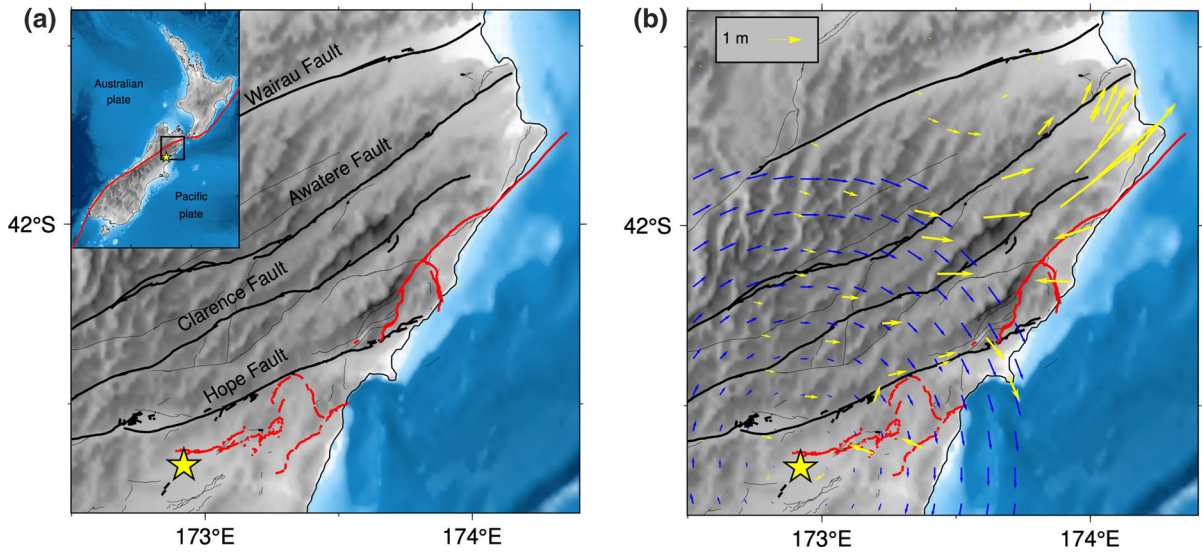 (a)
Australian
plate
Pacific
plate
Wairau Fault
Awatere Fault
Clarence Fault
Hope Fault
42°S
173°E
174°E
(b)
1 m
42°S
173°E
174°E